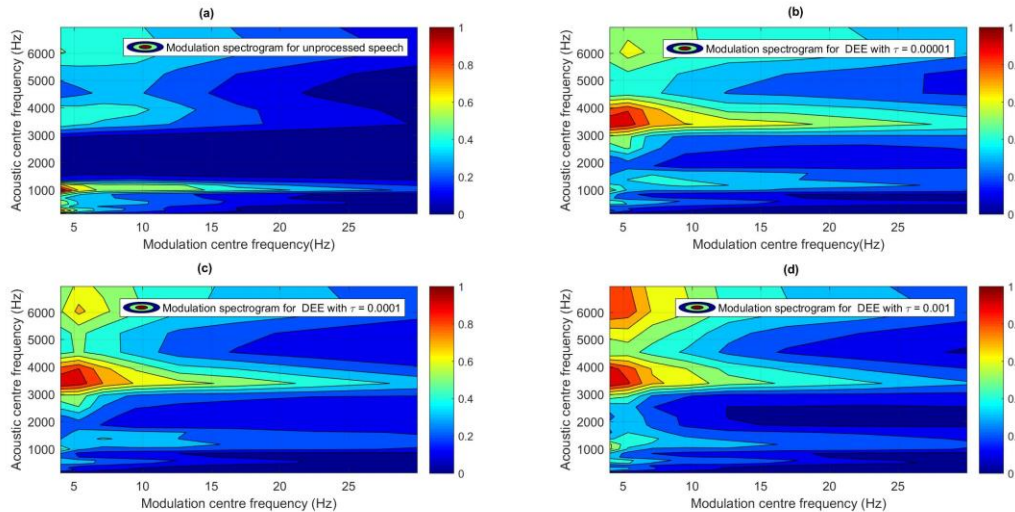 (a)
Acoustic centre frequency (Hz)
6000
5000
4000
3000
2000
1000
Modulation spectrogram for unprocessed speech
5 10 15 20 25
Modulation centre frequency(Hz)
1
0.8
0.6
0.4
0.2
0
(b)
Acoustic centre frequency (Hz)
6000
5000
4000
3000
2000
1000
Modulation spectrogram for DEE with τ = 0.00001
5 10 15 20 25
Modulation centre frequency(Hz)
1
0.8
0.6
0.4
0.2
0
(c)
Acoustic centre frequency (Hz)
6000
5000
4000
3000
2000
1000
Modulation spectrogram for DEE with τ = 0.0001
5 10 15 20 25
Modulation centre frequency (Hz)
1
0.8
0.6
0.4
0.2
0
(d)
Acoustic centre frequency (Hz)
6000
5000
4000
3000
2000
1000
Modulation spectrogram for DEE with τ = 0.001
5 10 15 20 25
Modulation centre frequency (Hz)
1
0